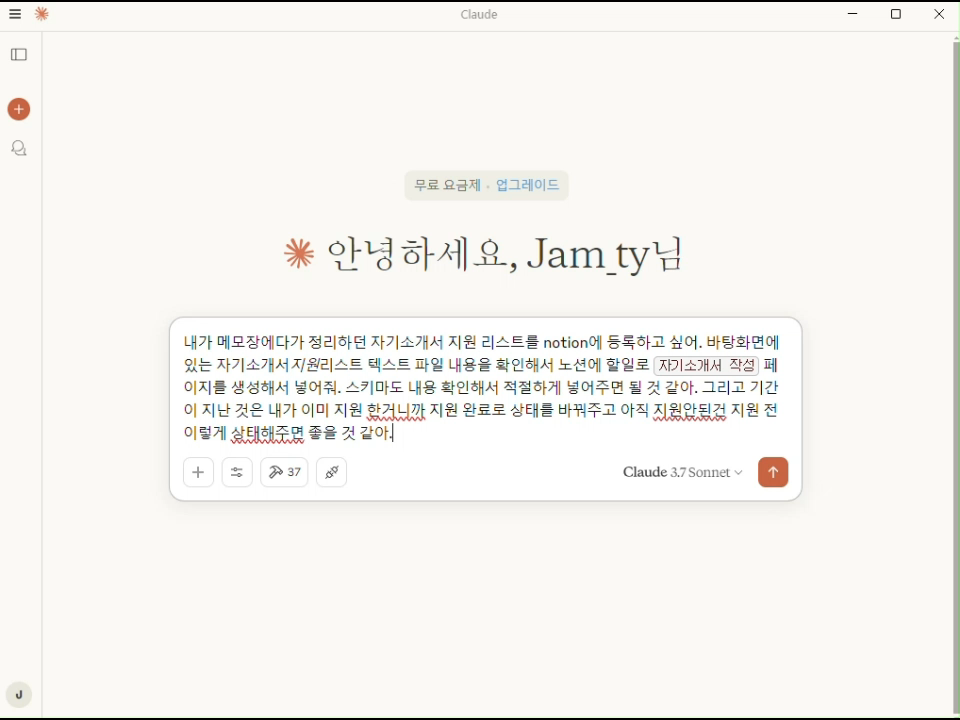 Claude
무료 요금제 · 업그레이드
안녕하세요, Jam_ty님
내가 메모장에다가 정리하던 자기소개서 지원 리스트를 notion에 등록하고 싶어. 바탕화면에
있는 자기소개서지원리스트 텍스트 파일 내용을 확인해서 노션에 할일로 자기소개서 작성 페
이지를 생성해서 넣어줘. 스키마도 내용 확인해서 적절하게 넣어주면 될 것 같아. 그리고 기간
이 지난 것은 내가 이미 지원 한거니까 지원 완료로 상태를 바꿔주고 아직 지원안된건 지원 전
이렇게 상태해주면 좋을 것 같아.
37
Claude 3.7 Sonnet
J